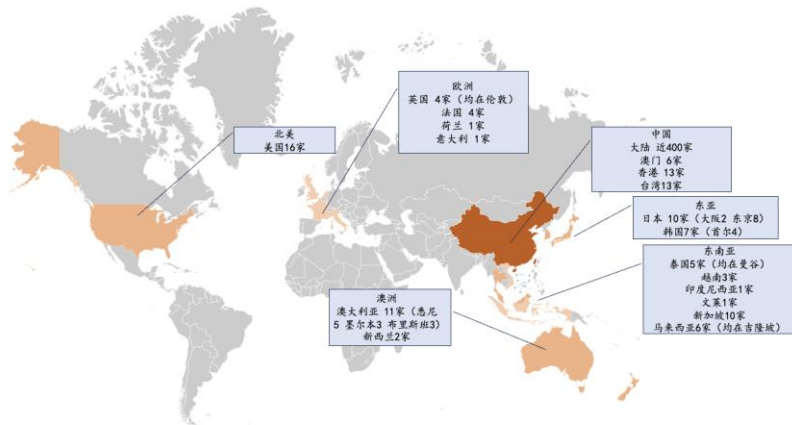 欧洲
英国 4家（均在伦敦）
法国 4家
荷兰 1家
意大利 1家
北美
美国16家
中国
大陆 近400家
澳门 6家
香港 13家
台湾13家
东亚
日本 10家（大阪2 东京8）
韩国7家（首尔4）
东南亚
泰国5家（均在曼谷）
越南3家
印度尼西亚1家
文莱1家
新加坡10家
马来西亚6家（均在吉隆坡）
澳洲
澳大利亚 11家（悉尼
5 墨尔本3 布里斯班3）
新西兰2家